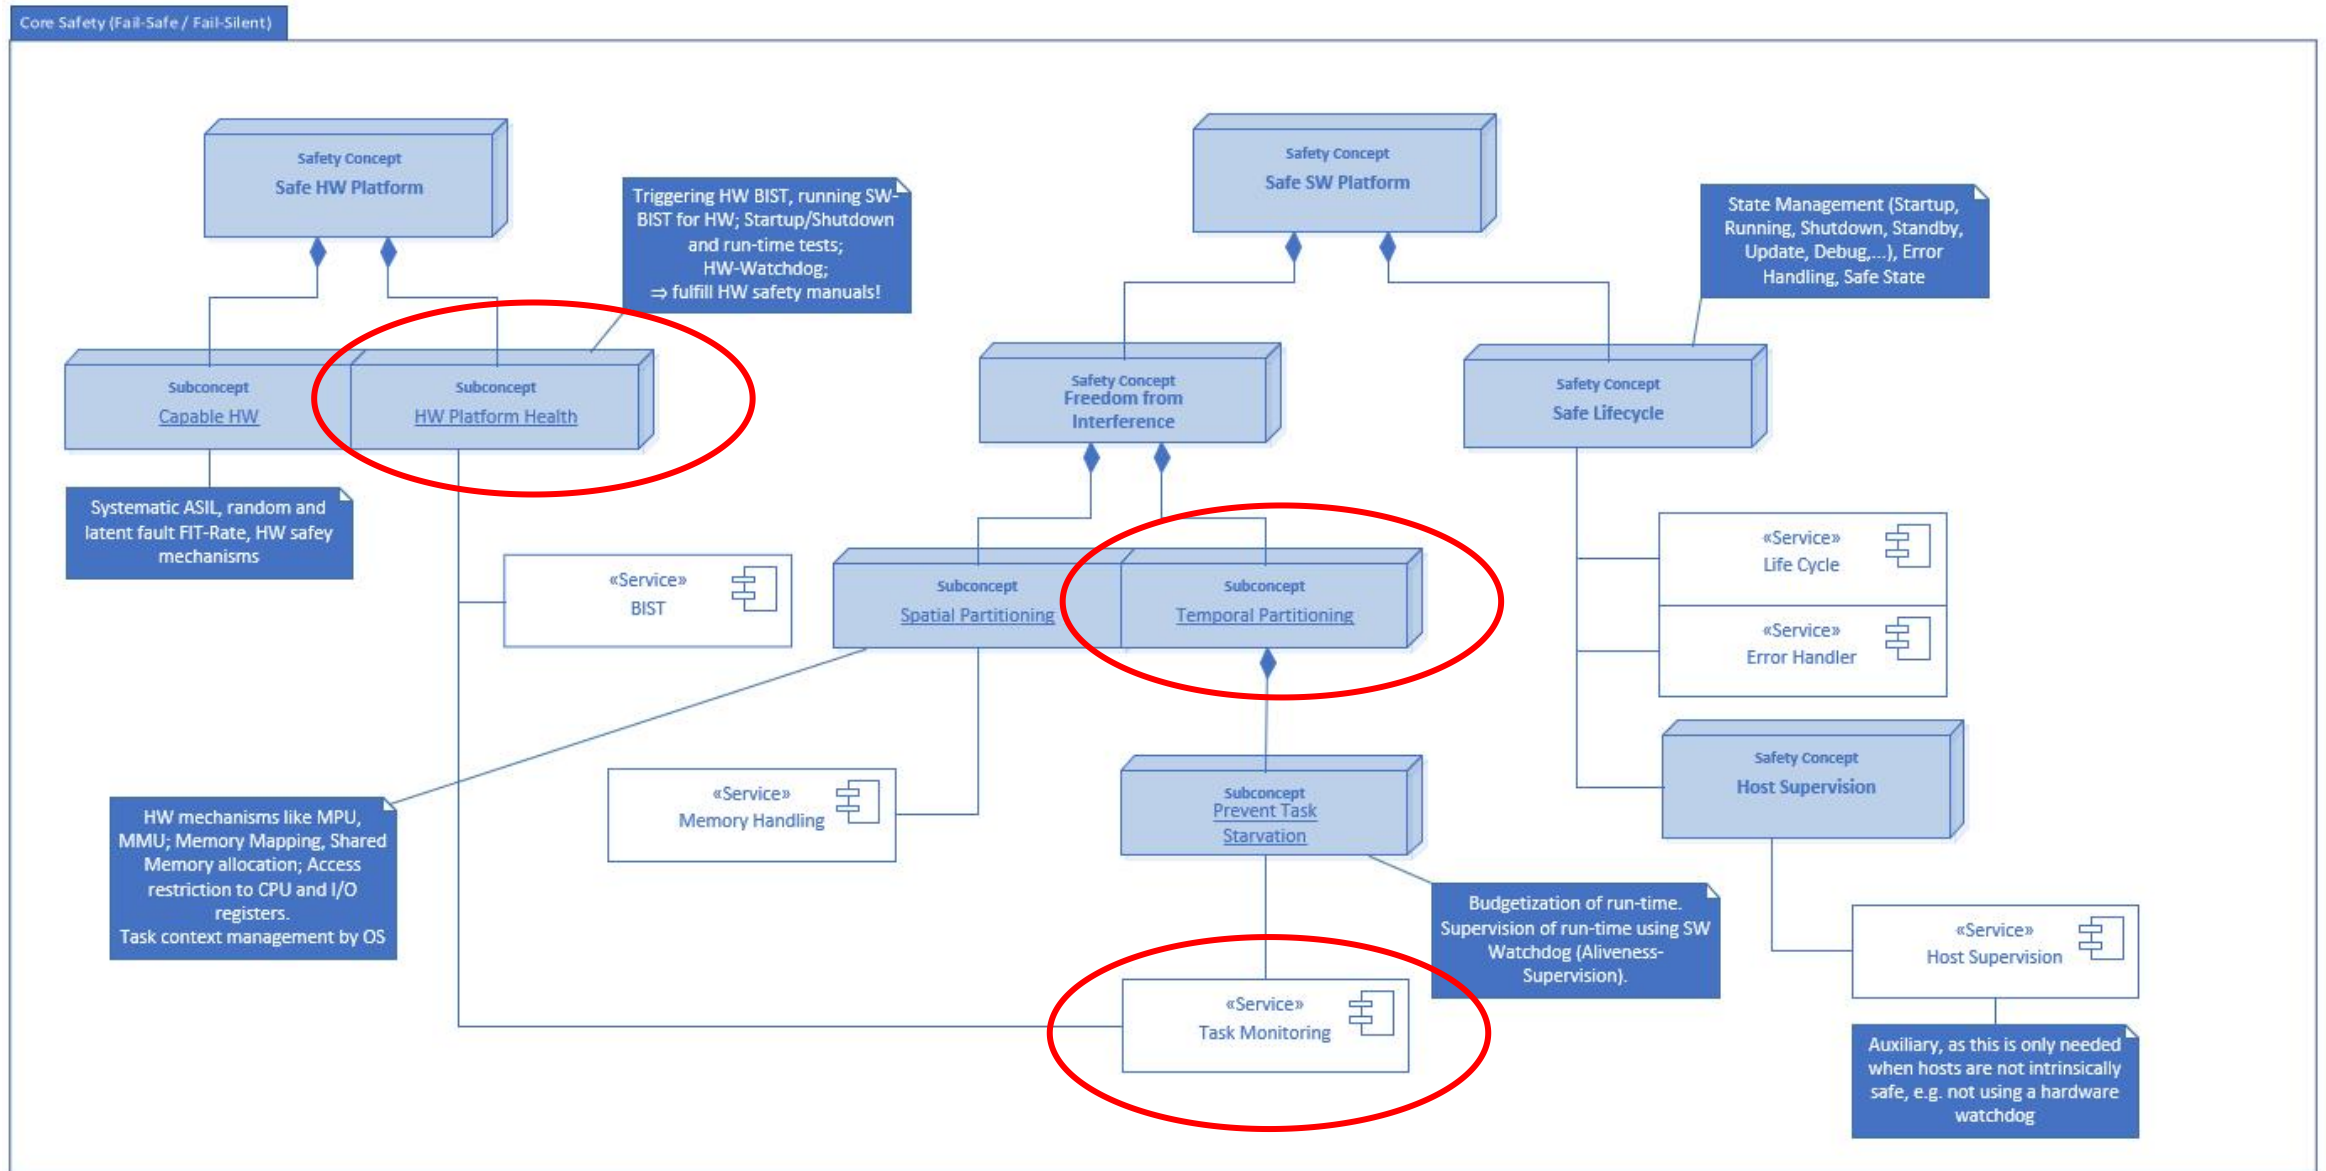 Core Safety (Fail-Safe / Fail-Silent)
Safety Concept
Safe HW Platform
Triggering HW BIST, running SW-
BIST for HW; Startup/Shutdown
and run-time tests;
HW-Watchdog;
⇒ fulfill HW safety manuals!
Safety Concept
Safe SW Platform
State Management (Startup,
Running, Shutdown, Standby,
Update, Debug,...), Error
Handling, Safe State
Subconcept
Capable HW
Subconcept
HW Platform Health
Safety Concept
Freedom from
Interference
Safety Concept
Safe Lifecycle
Systematic ASIL, random and
latent fault FIT-Rate, HW safey
mechanisms
«Service»
BIST
Subconcept
Spatial Partitioning
Subconcept
Temporal Partitioning
«Service»
Life Cycle
«Service»
Error Handler
HW mechanisms like MPU,
MMU; Memory Mapping, Shared
Memory allocation; Access
restriction to CPU and I/O
registers.
Task context management by OS
«Service»
Memory Handling
Subconcept
Prevent Task
Starvation
Safety Concept
Host Supervision
Budgetization of run-time.
Supervision of run-time using SW
Watchdog (Aliveness-
Supervision).
«Service»
Host Supervision
«Service»
Task Monitoring
Auxiliary, as this is only needed
when hosts are not intrinsically
safe, e.g. not using a hardware
watchdog